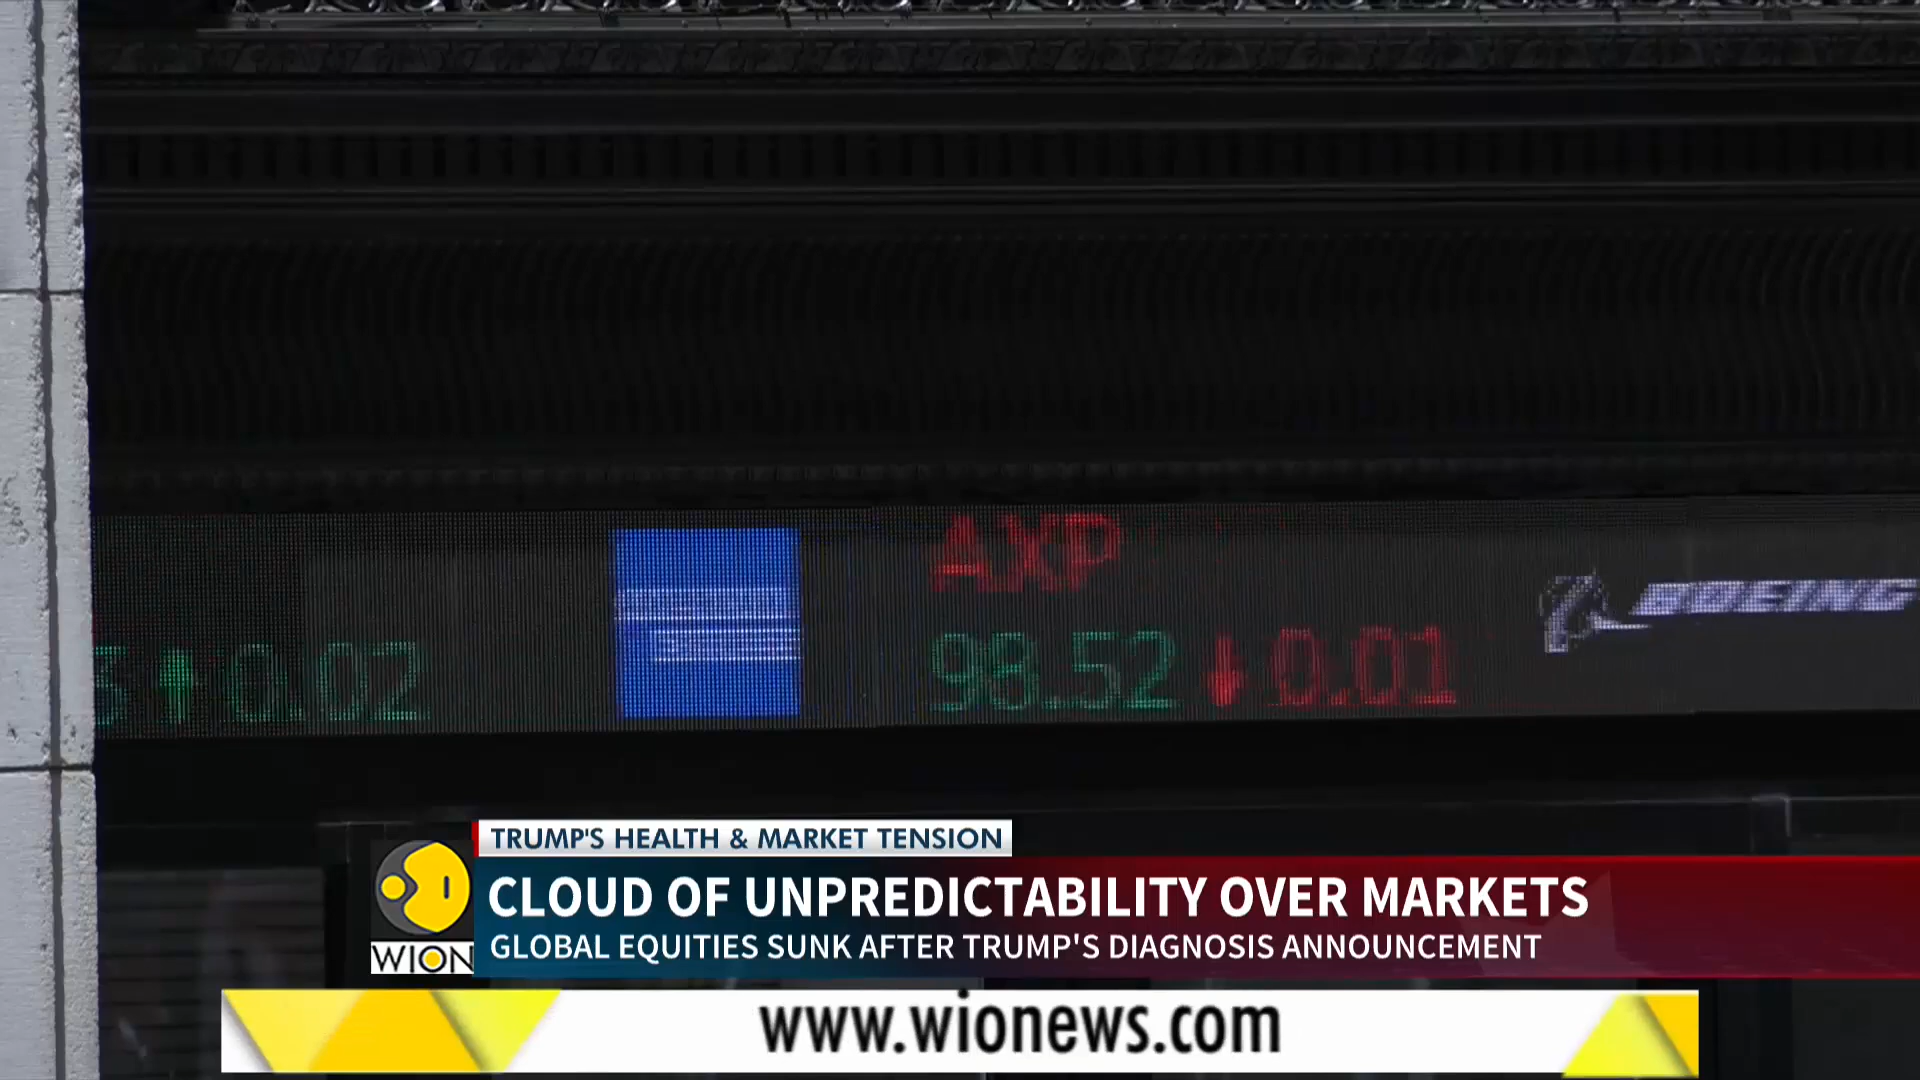 AXP
3 0.02
98.52 0.01
BOEING
TRUMP'S HEALTH & MARKET TENSION
CLOUD OF UNPREDICTABILITY OVER MARKETS
GLOBAL EQUITIES SUNK AFTER TRUMP'S DIAGNOSIS ANNOUNCEMENT
WION
www.wionews.com